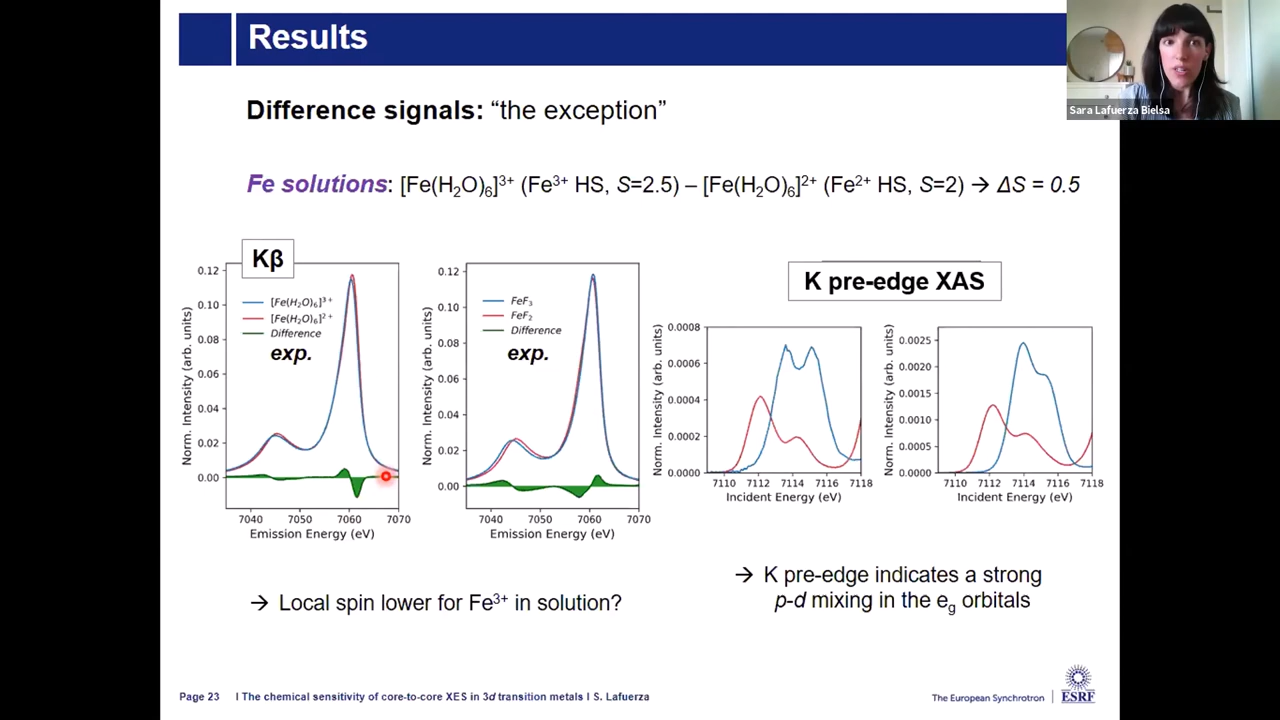 Results
Sara Lafuerza Bielsa
Difference signals: “the exception”
Fe solutions: [Fe(H₂O)₆]³⁺ (Fe³⁺ HS, S=2.5) – [Fe(H₂O)₆]²⁺ (Fe²⁺ HS, S=2) → ΔS = 0.5
Kβ
0.12
0.10
0.08
0.06
0.04
0.02
0.00
Norm. Intensity (arb. units)
[Fe(H₂O)₆]³⁺
[Fe(H₂O)₆]²⁺
Difference
exp.
7040 7050 7060 7070
Emission Energy (eV)
0.12
0.10
0.08
0.06
0.04
0.02
0.00
Norm. Intensity (arb. units)
FeF₃
FeF₂
Difference
exp.
7040 7050 7060 7070
Emission Energy (eV)
K pre-edge XAS
0.0008
0.0006
0.0004
0.0002
0.0000
Norm. Intensity (arb. units)
7110 7112 7114 7116 7118
Incident Energy (eV)
0.0025
0.0020
0.0015
0.0010
0.0005
0.0000
Norm. Intensity (arb. units)
7110 7112 7114 7116 7118
Incident Energy (eV)
→ Local spin lower for Fe³⁺ in solution?
→ K pre-edge indicates a strong
p-d mixing in the e_g orbitals
Page 23 I The chemical sensitivity of core-to-core XES in 3d transition metals I S. Lafuerza
The European Synchrotron
ESRF